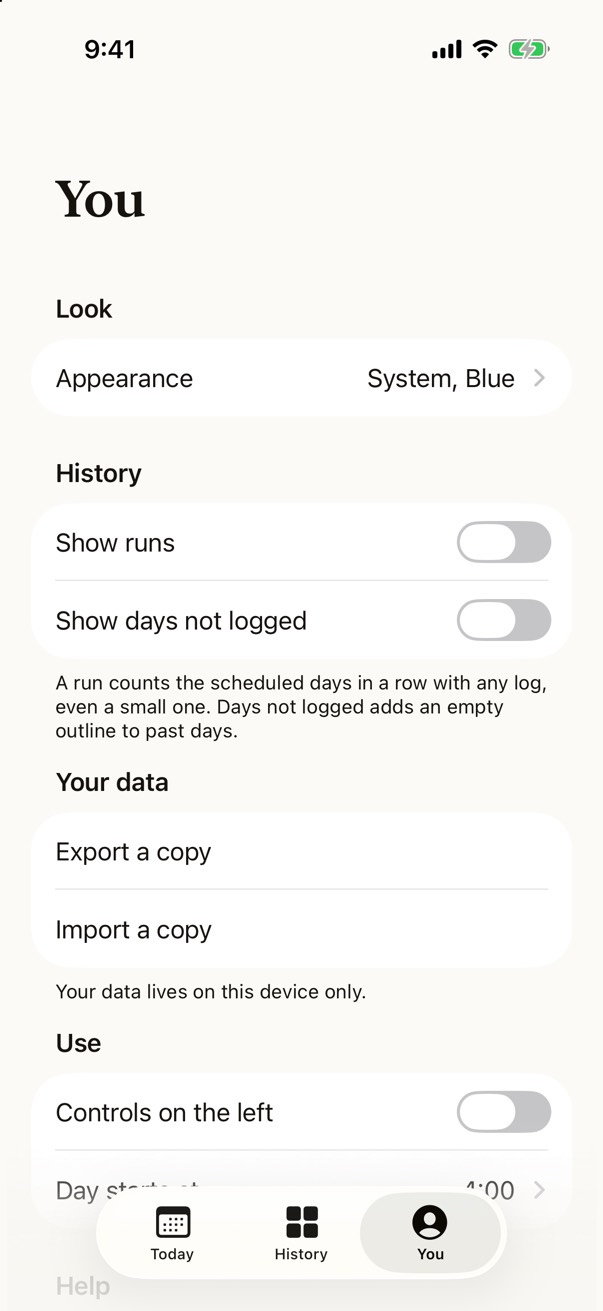 9:41
You
Look
Appearance System, Blue
History
Show runs
Show days not logged
A run counts the scheduled days in a row with any log,
even a small one. Days not logged adds an empty
outline to past days.
Your data
Export a copy
Import a copy
Your data lives on this device only.
Use
Controls on the left
Day starts at 4:00
Today History You
Help